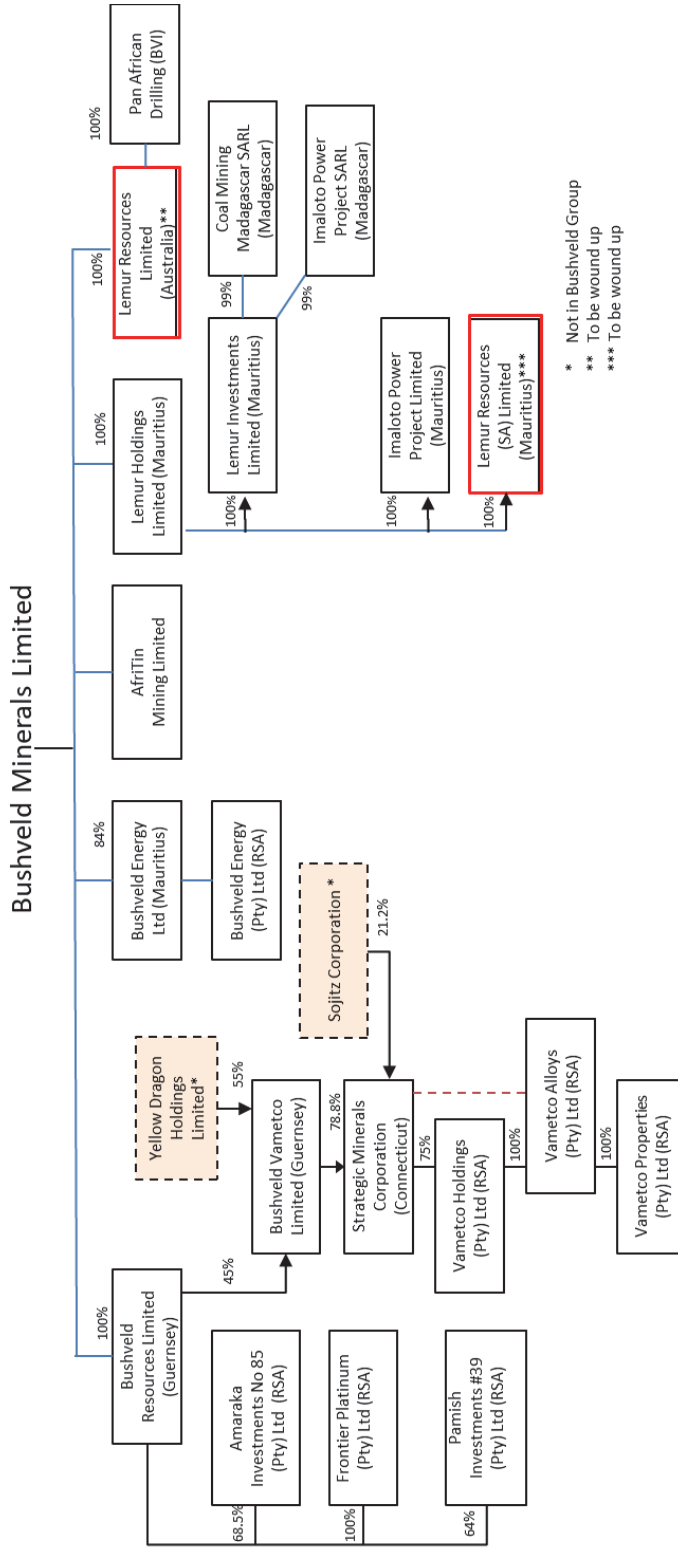 Bushveld Minerals Limited
100%
Bushveld
Resources Limited
(Guernsey)
68.5%
Amaraka
Investments No 85
(Pty) Ltd (RSA)
100%
Frontier Platinum
(Pty) Ltd (RSA)
64%
Pamish
Investments #39
(Pty) Ltd (RSA)
45%
Yellow Dragon
Holdings
Limited*
55%
Bushveld Vametco
Limited (Guernsey)
78.8%
Sojitz Corporation *
21.2%
Strategic Minerals
Corporation
(Connecticut)
75%
Vametco Holdings
(Pty) Ltd (RSA)
100%
Vametco Alloys
(Pty) Ltd (RSA)
100%
Vametco Properties
(Pty) Ltd (RSA)
84%
Bushveld Energy
Ltd (Mauritius)
Bushveld Energy
(Pty) Ltd (RSA)
AfriTin
Mining Limited
100%
Lemur Holdings
Limited (Mauritius)
100%
Lemur Investments
Limited (Mauritius)
99%
Coal Mining
Madagascar SARL
(Madagascar)
99%
Imaloto Power
Project SARL
(Madagascar)
100%
Imaloto Power
Project Limited
(Mauritius)
100%
Lemur Resources
(SA) Limited
(Mauritius)***
100%
Lemur Resources
Limited
(Australia)**
100%
Pan African
Drilling (BVI)
* Not in Bushveld Group
** To be wound up
*** To be wound up